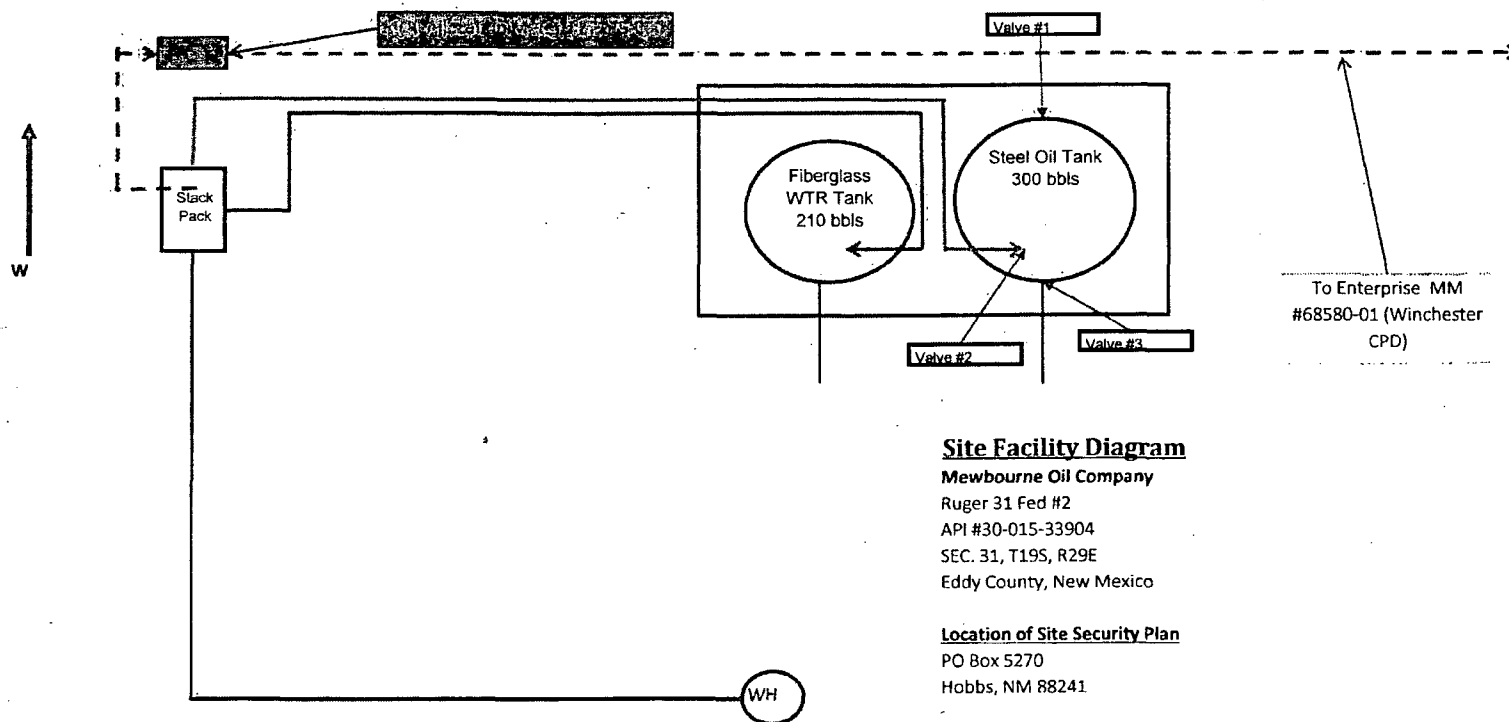 Valve #1
W
Stack
Pack
Fiberglass
WTR Tank
210 bbls
Steel Oil Tank
300 bbls
Valve #2
Valve #3
To Enterprise MM
#68580-01 (Winchester
CPD)
Site Facility Diagram
Mewbourne Oil Company
Ruger 31 Fed #2
API #30-015-33904
SEC. 31, T19S, R29E
Eddy County, New Mexico
Location of Site Security Plan
PO Box 5270
Hobbs, NM 88241
WH